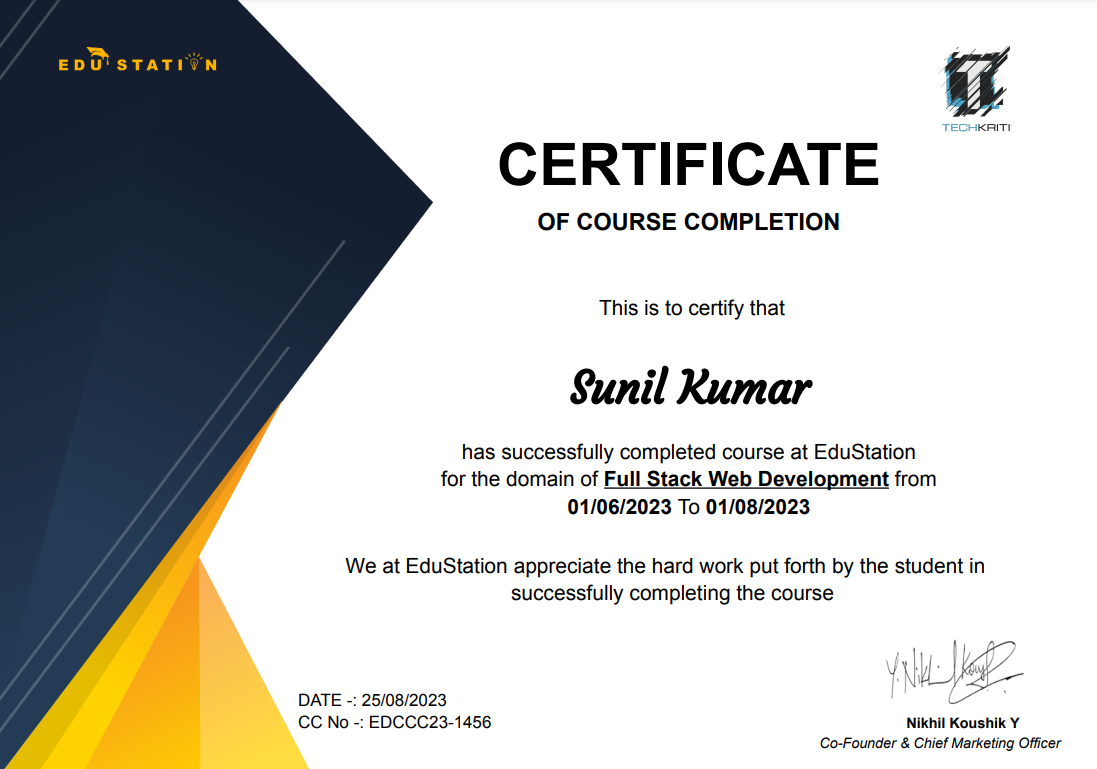 EDU STATION
TECHKRITI
CERTIFICATE
OF COURSE COMPLETION
This is to certify that
Sunil Kumar
has successfully completed course at EduStation
for the domain of Full Stack Web Development from
01/06/2023 To 01/08/2023
We at EduStation appreciate the hard work put forth by the student in
successfully completing the course
DATE -: 25/08/2023
CC No -: EDCCC23-1456
Y. Nikhil Koushik
Nikhil Koushik Y
Co-Founder & Chief Marketing Officer